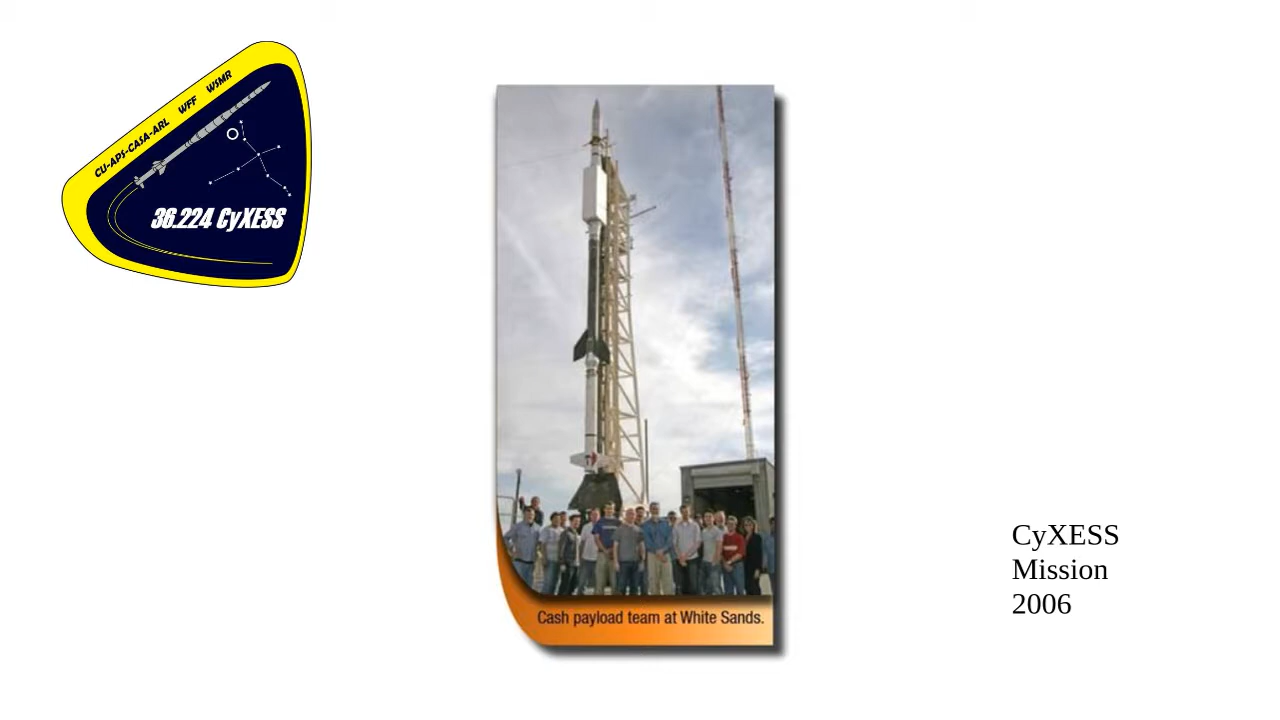 CU-APS-CASA-ARL WFF WSMR
36.224 CyXESS
Cash payload team at White Sands.
CyXESS
Mission
2006